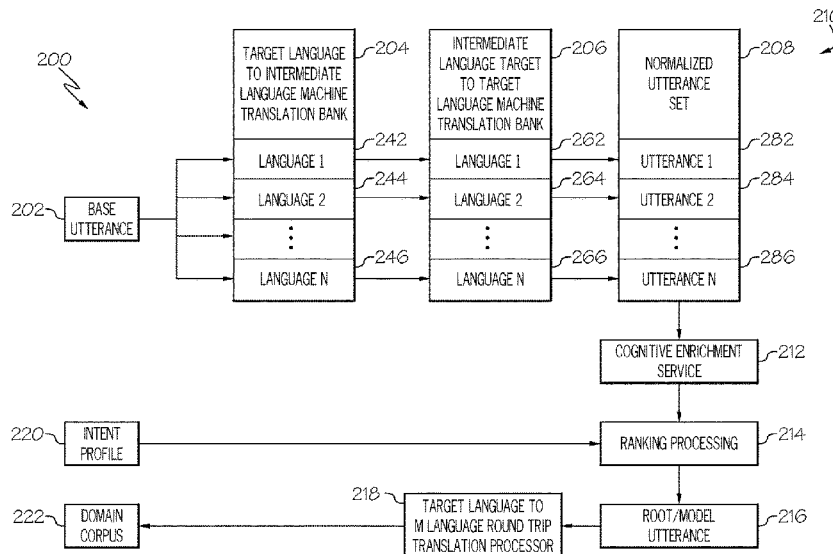 200
210
TARGET LANGUAGE
TO INTERMEDIATE
LANGUAGE MACHINE
TRANSLATION BANK
204
INTERMEDIATE
LANGUAGE TARGET
TO TARGET
LANGUAGE MACHINE
TRANSLATION BANK
206
NORMALIZED
UTTERANCE
SET
208
242
262
282
LANGUAGE 1
LANGUAGE 1
UTTERANCE 1
244
264
284
LANGUAGE 2
LANGUAGE 2
UTTERANCE 2
202
BASE
UTTERANCE
246
266
286
LANGUAGE N
LANGUAGE N
UTTERANCE N
COGNITIVE ENRICHMENT
SERVICE
212
220
INTENT
PROFILE
RANKING PROCESSING
214
222
DOMAIN
CORPUS
218
TARGET LANGUAGE TO
M LANGUAGE ROUND TRIP
TRANSLATION PROCESSOR
ROOT/MODEL
UTTERANCE
216